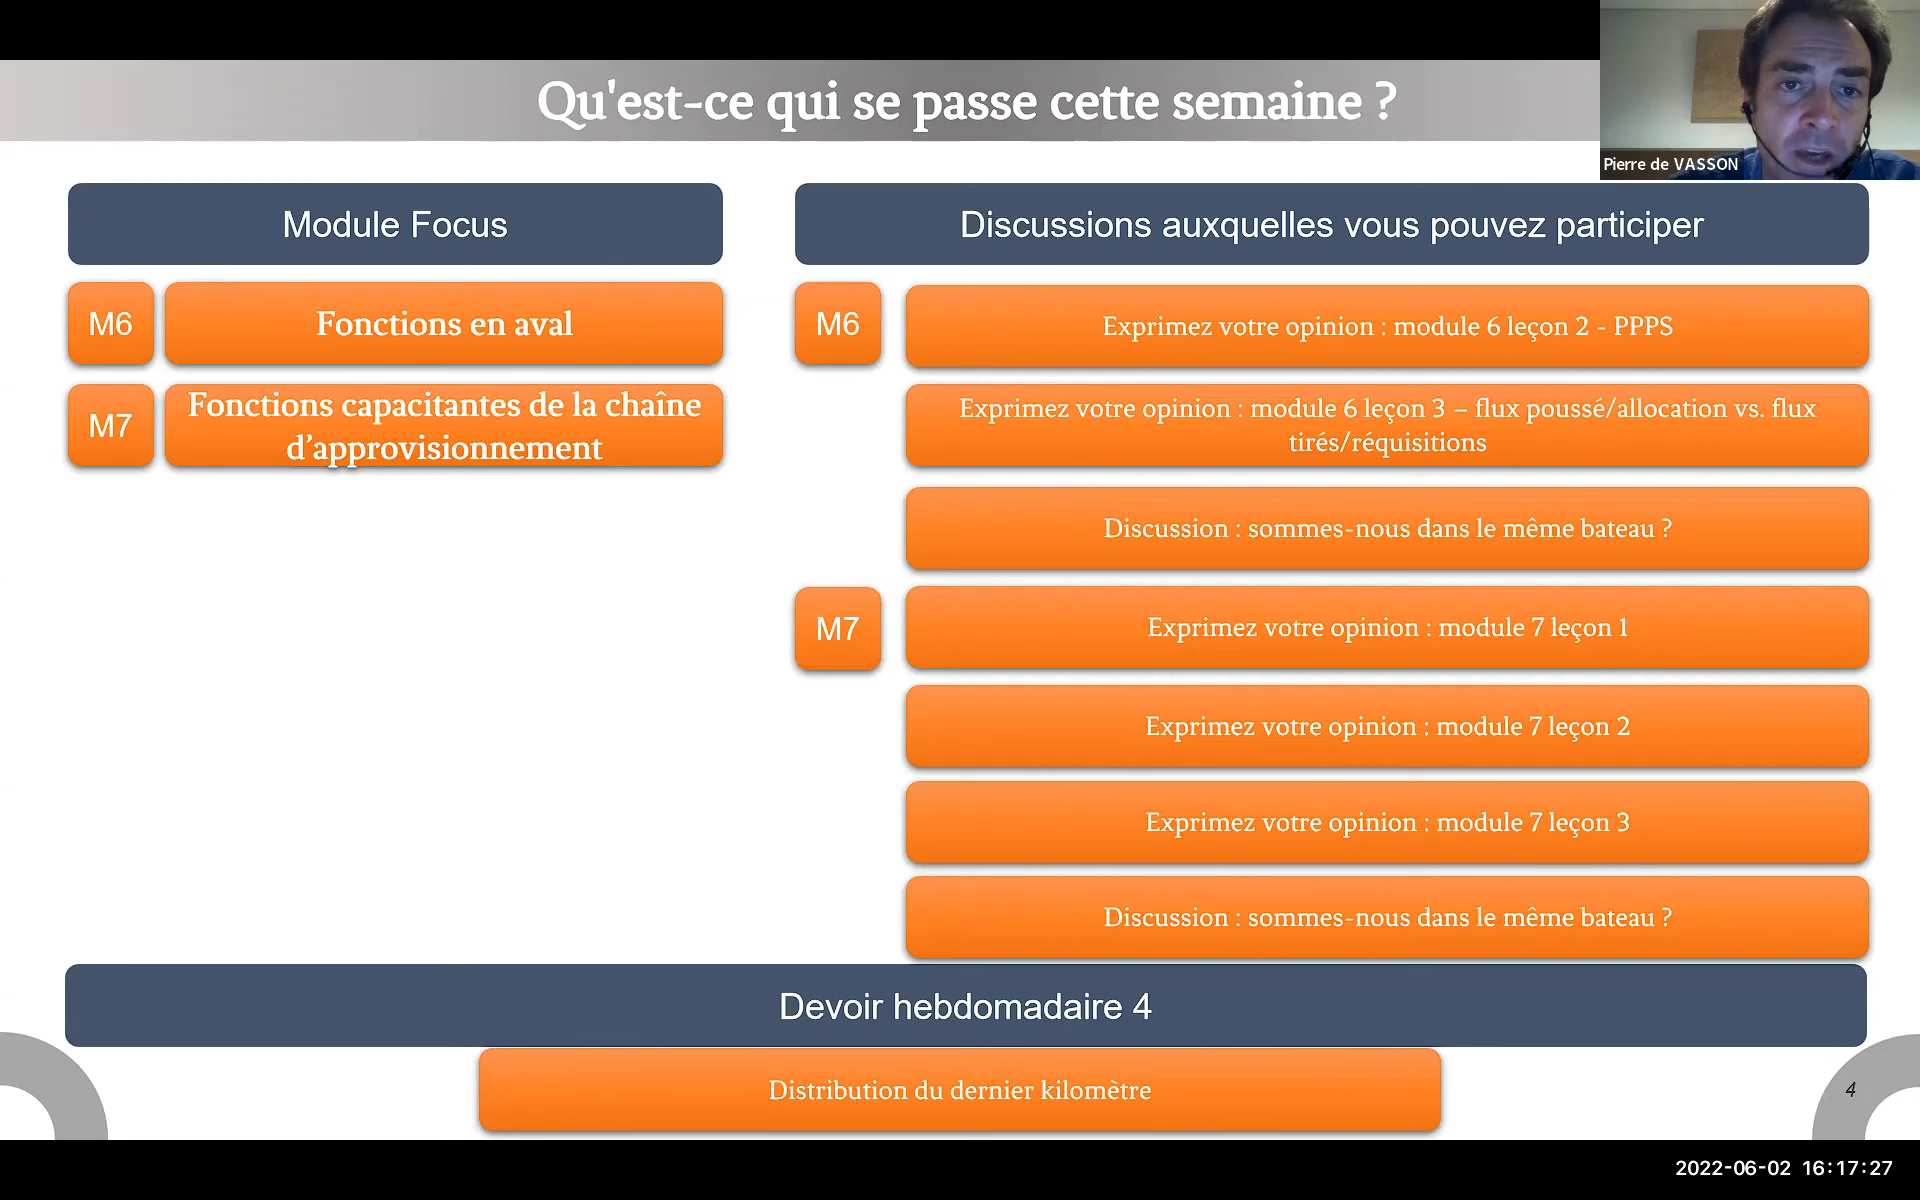 Qu'est-ce qui se passe cette semaine ?
Pierre de VASSON
Module Focus
M6
Fonctions en aval
M7
Fonctions capacitantes de la chaîne
d’approvisionnement
Discussions auxquelles vous pouvez participer
M6
Exprimez votre opinion : module 6 leçon 2 - PPPS
Exprimez votre opinion : module 6 leçon 3 – flux poussé/allocation vs. flux
tirés/réquisitions
Discussion : sommes-nous dans le même bateau ?
M7
Exprimez votre opinion : module 7 leçon 1
Exprimez votre opinion : module 7 leçon 2
Exprimez votre opinion : module 7 leçon 3
Discussion : sommes-nous dans le même bateau ?
Devoir hebdomadaire 4
Distribution du dernier kilomètre
4
2022-06-02 16:17:27